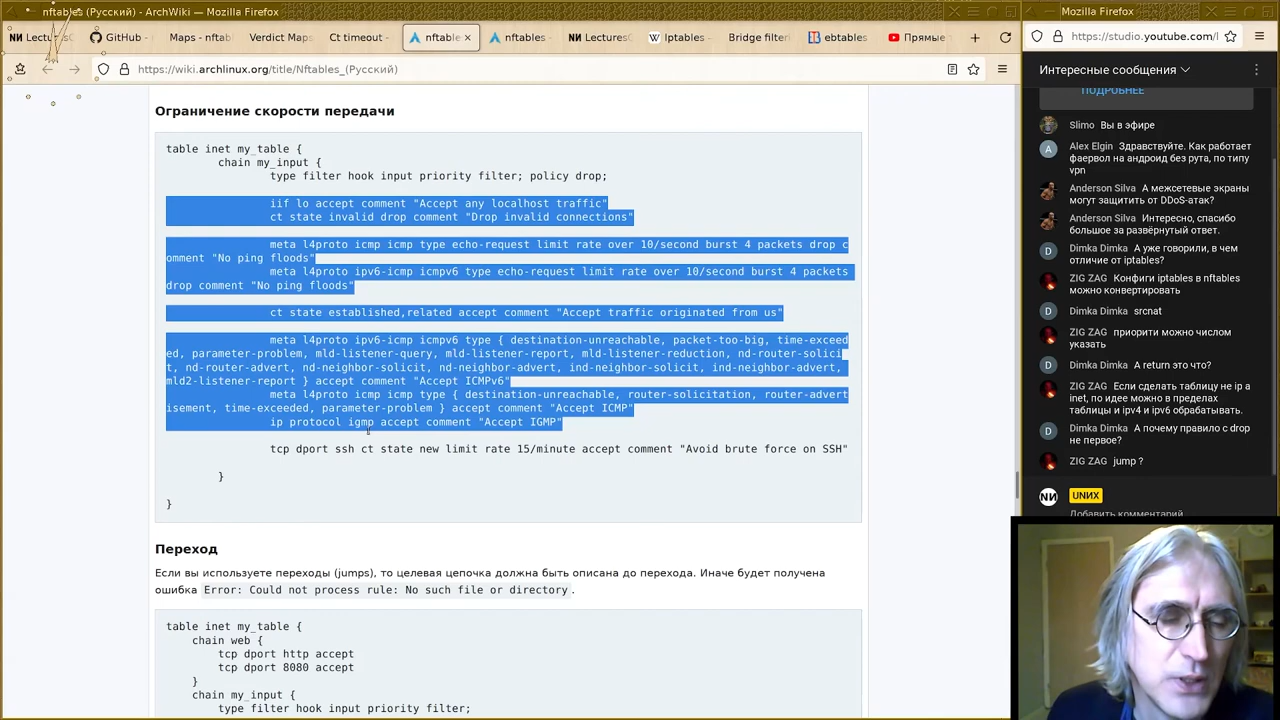 nftables (Русский) - ArchWiki — Mozilla Firefox
Mozilla Firefox
GitHub -
Maps - nftabl
Verdict Maps
Ct timeout -
nftable
nftables -
NИ LecturesC
Iptables -
Bridge filteri
ebtables
Прямые
https://wiki.archlinux.org/title/Nftables_(Русский)
https://studio.youtube.com/l
Ограничение скорости передачи
table inet my_table {
chain my_input {
type filter hook input priority filter; policy drop;
iif lo accept comment "Accept any localhost traffic"
ct state invalid drop comment "Drop invalid connections"
meta l4proto icmp icmp type echo-request limit rate over 10/second burst 4 packets drop c
omment "No ping floods"
meta l4proto ipv6-icmp icmpv6 type echo-request limit rate over 10/second burst 4 packets
drop comment "No ping floods"
ct state established,related accept comment "Accept traffic originated from us"
meta l4proto ipv6-icmp icmpv6 type { destination-unreachable, packet-too-big, time-exceed
ed, parameter-problem, mld-listener-query, mld-listener-report, mld-listener-reduction, nd-router-solici
t, nd-router-advert, nd-neighbor-solicit, nd-neighbor-advert, ind-neighbor-solicit, ind-neighbor-advert,
mld2-listener-report } accept comment "Accept ICMPv6"
meta l4proto icmp icmp type { destination-unreachable, router-solicitation, router-advert
isement, time-exceeded, parameter-problem } accept comment "Accept ICMP"
ip protocol igmp accept comment "Accept IGMP"
tcp dport ssh ct state new limit rate 15/minute accept comment "Avoid brute force on SSH"
}
}
Переход
Если вы используете переходы (jumps), то целевая цепочка должна быть описана до перехода. Иначе будет получена
ошибка Error: Could not process rule: No such file or directory.
table inet my_table {
chain web {
tcp dport http accept
tcp dport 8080 accept
}
chain my_input {
type filter hook input priority filter;
Интересные сообщения
ПОДРОБНЕЕ
Slimo Вы в эфире
A
Alex Elgin Здравствуйте. Как работает
фаервол на андроид без рута, по типу
vpn
Anderson Silva А межсетевые экраны
могут защитить от DDoS-атак?
Anderson Silva Интересно, спасибо
большое за развёрнутый ответ.
D
Dimka Dimka А уже говорили, в чем
отличие от iptables?
ZIG ZAG Конфиги iptables в nftables
можно конвертировать
D
Dimka Dimka srcnat
ZIG ZAG приорити можно числом
указать
D
Dimka Dimka A return это что?
ZIG ZAG Если сделать таблицу не ip а
inet, по идее можно в пределах
таблицы и ipv4 и ipv6 обрабатывать.
D
Dimka Dimka А почему правило с drop
не первое?
ZIG ZAG jump ?
NИ
UNИX
Добавить комментарий